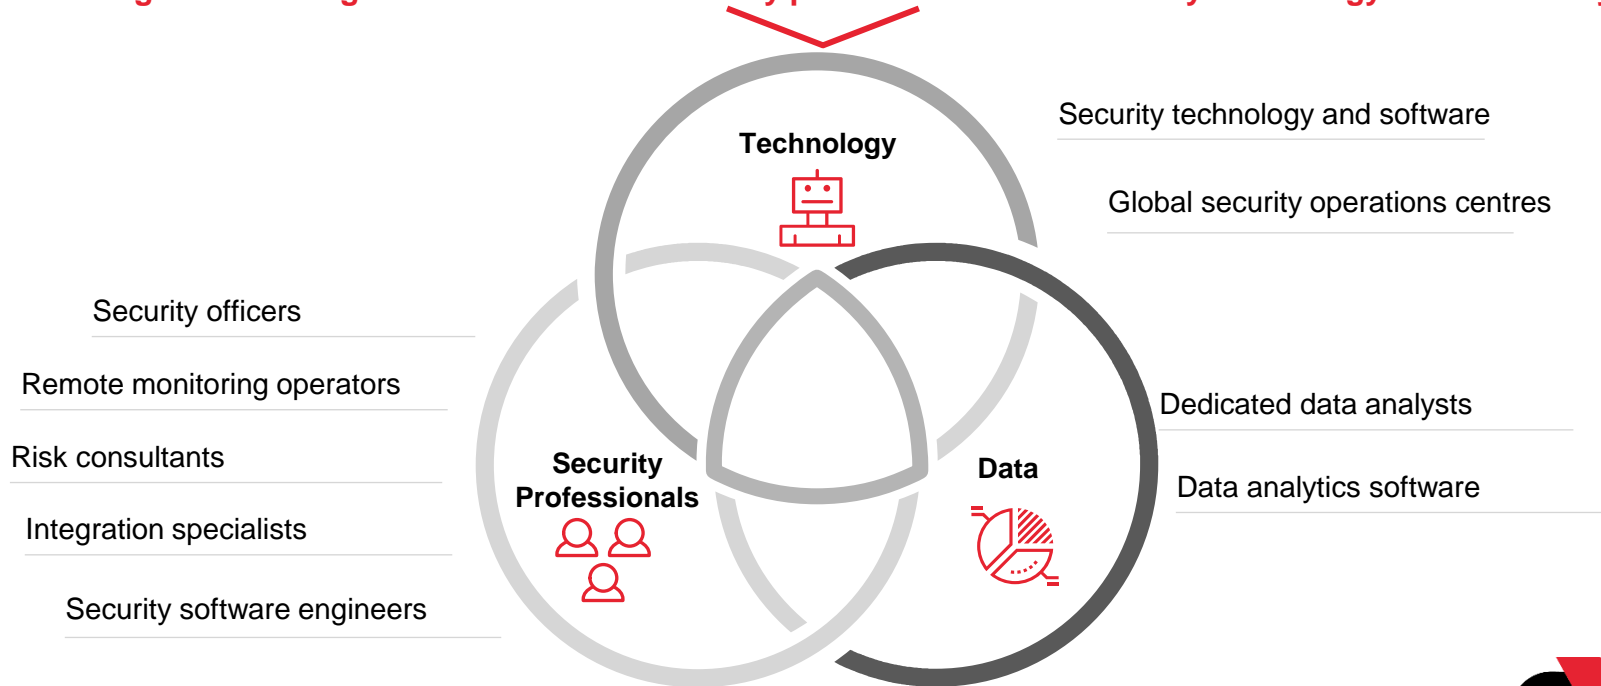 Technology
Security technology and software
Global security operations centres
Security officers
Remote monitoring operators
Risk consultants
Integration specialists
Security software engineers
Security
Professionals
Data
Dedicated data analysts
Data analytics software